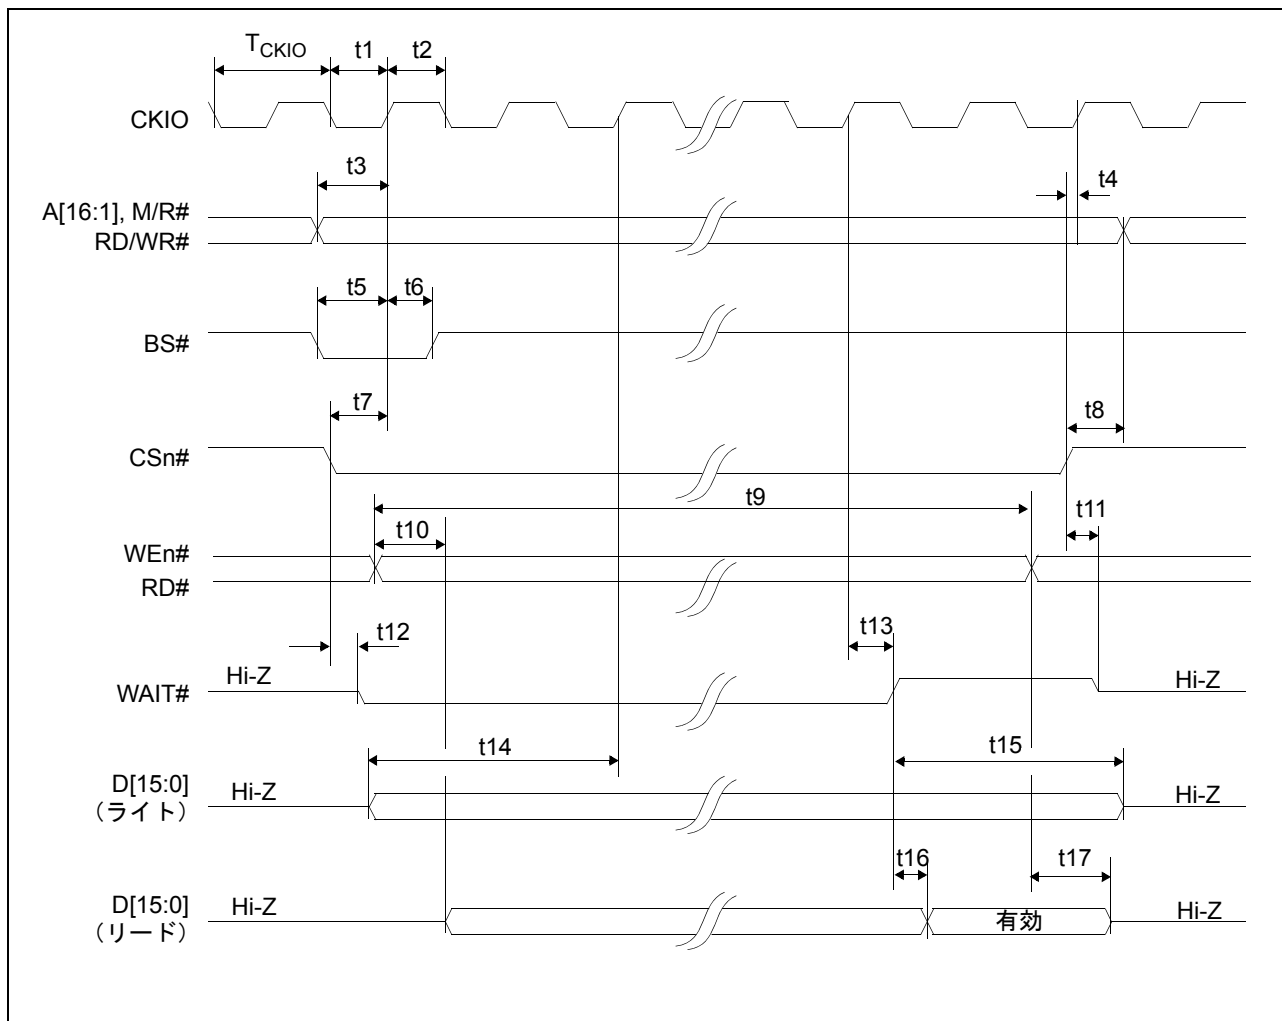 TCKIO t1 t2
CKIO
t3
t4
A[16:1], M/R#
RD/WR#
t5 t6
BS#
t7
t8
CSn#
t9
t10
t11
WEn#
RD#
t12
t13
Hi-Z
WAIT#
Hi-Z
t14
t15
D[15:0]
（ライト）
Hi-Z
Hi-Z
t16
t17
D[15:0]
（リード）
Hi-Z
有効
Hi-Z